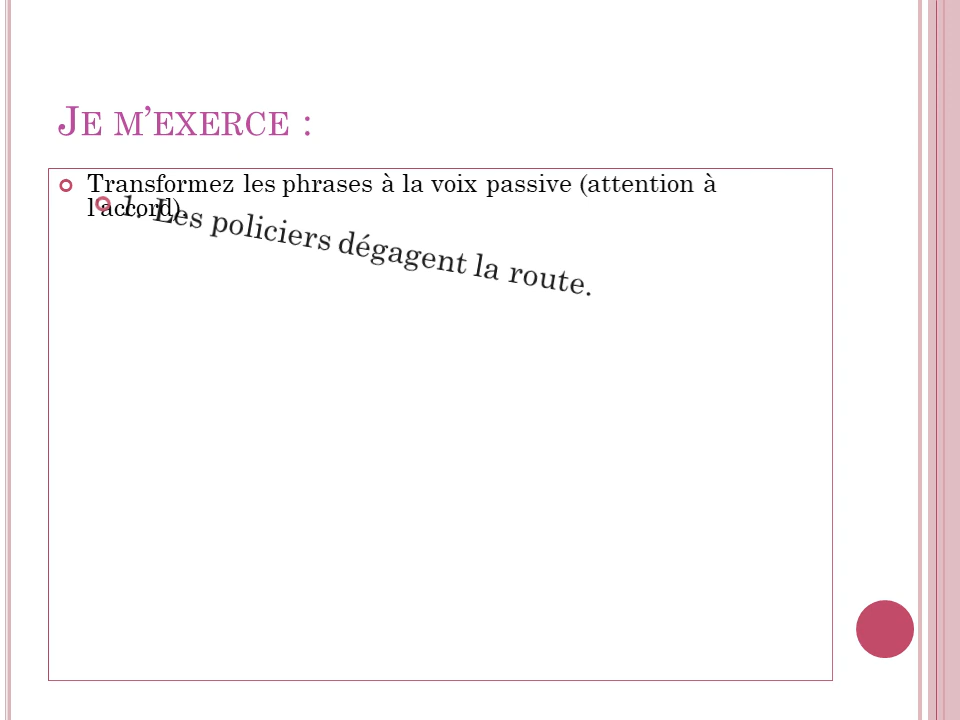 Je m’exerce :
Transformez les phrases à la voix passive (attention à
l’accord).
1. Les policiers dégagent la route.